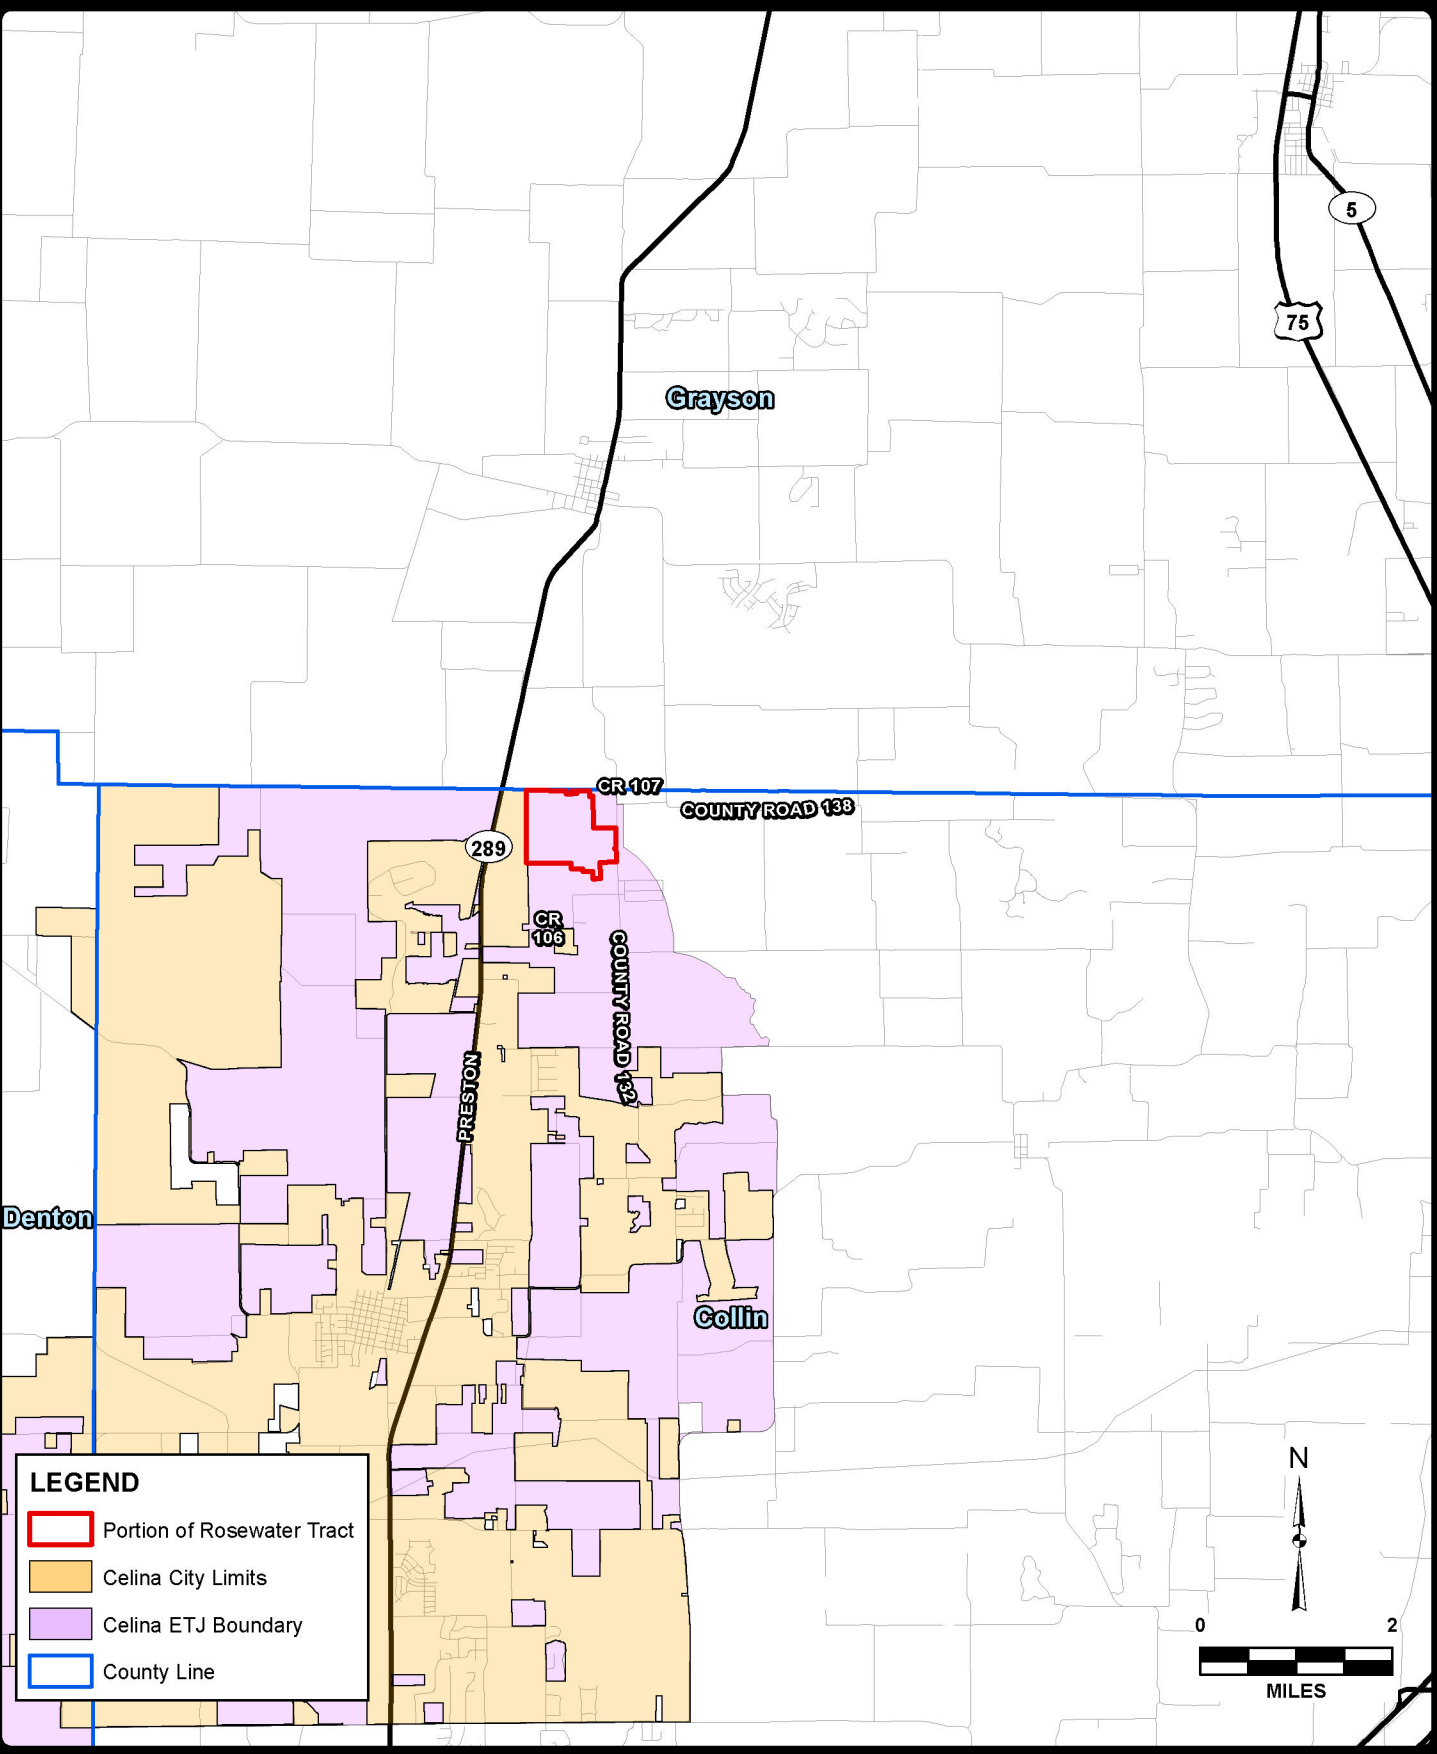 5
75
Grayson
CR 107
COUNTY ROAD 138
289
CR
106
COUNTY ROAD 132
PRESTON
Denton
Collin
LEGEND
Portion of Rosewater Tract
Celina City Limits
Celina ETJ Boundary
County Line
N
0 2
MILES